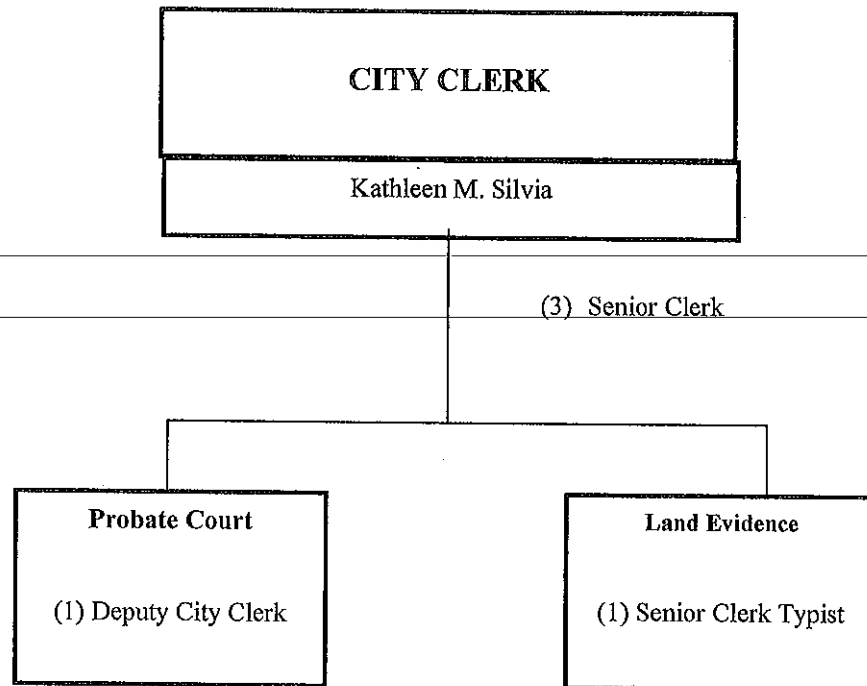 CITY CLERK
Kathleen M. Silvia
(3) Senior Clerk
Probate Court
(1) Deputy City Clerk
Land Evidence
(1) Senior Clerk Typist